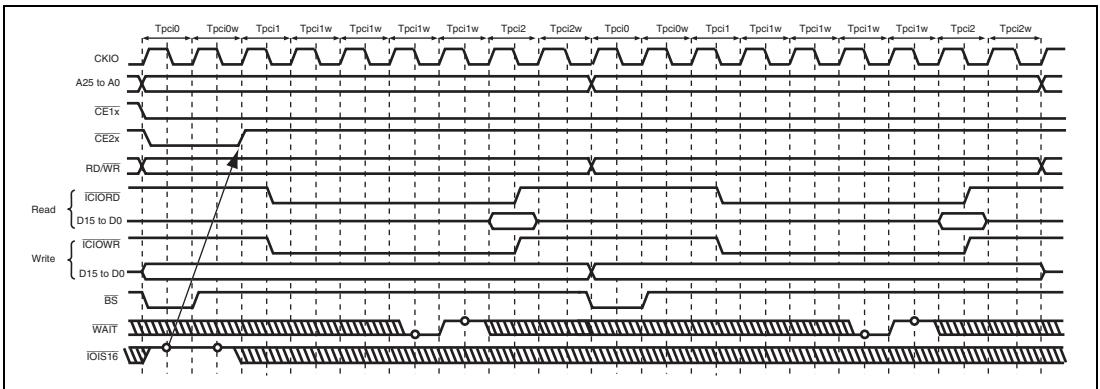 Tpci0 Tpci0w Tpci1 Tpci1w Tpci1w Tpci1w Tpci1w Tpci2 Tpci2w Tpci0 Tpci0w Tpci1 Tpci1w Tpci1w Tpci1w Tpci1w Tpci2 Tpci2w
CKIO
A25 to A0
CE1x
CE2x
RD/WR
Read
ICIORD
D15 to D0
Write
ICIOWR
D15 to D0
BS
WAIT
IOIS16